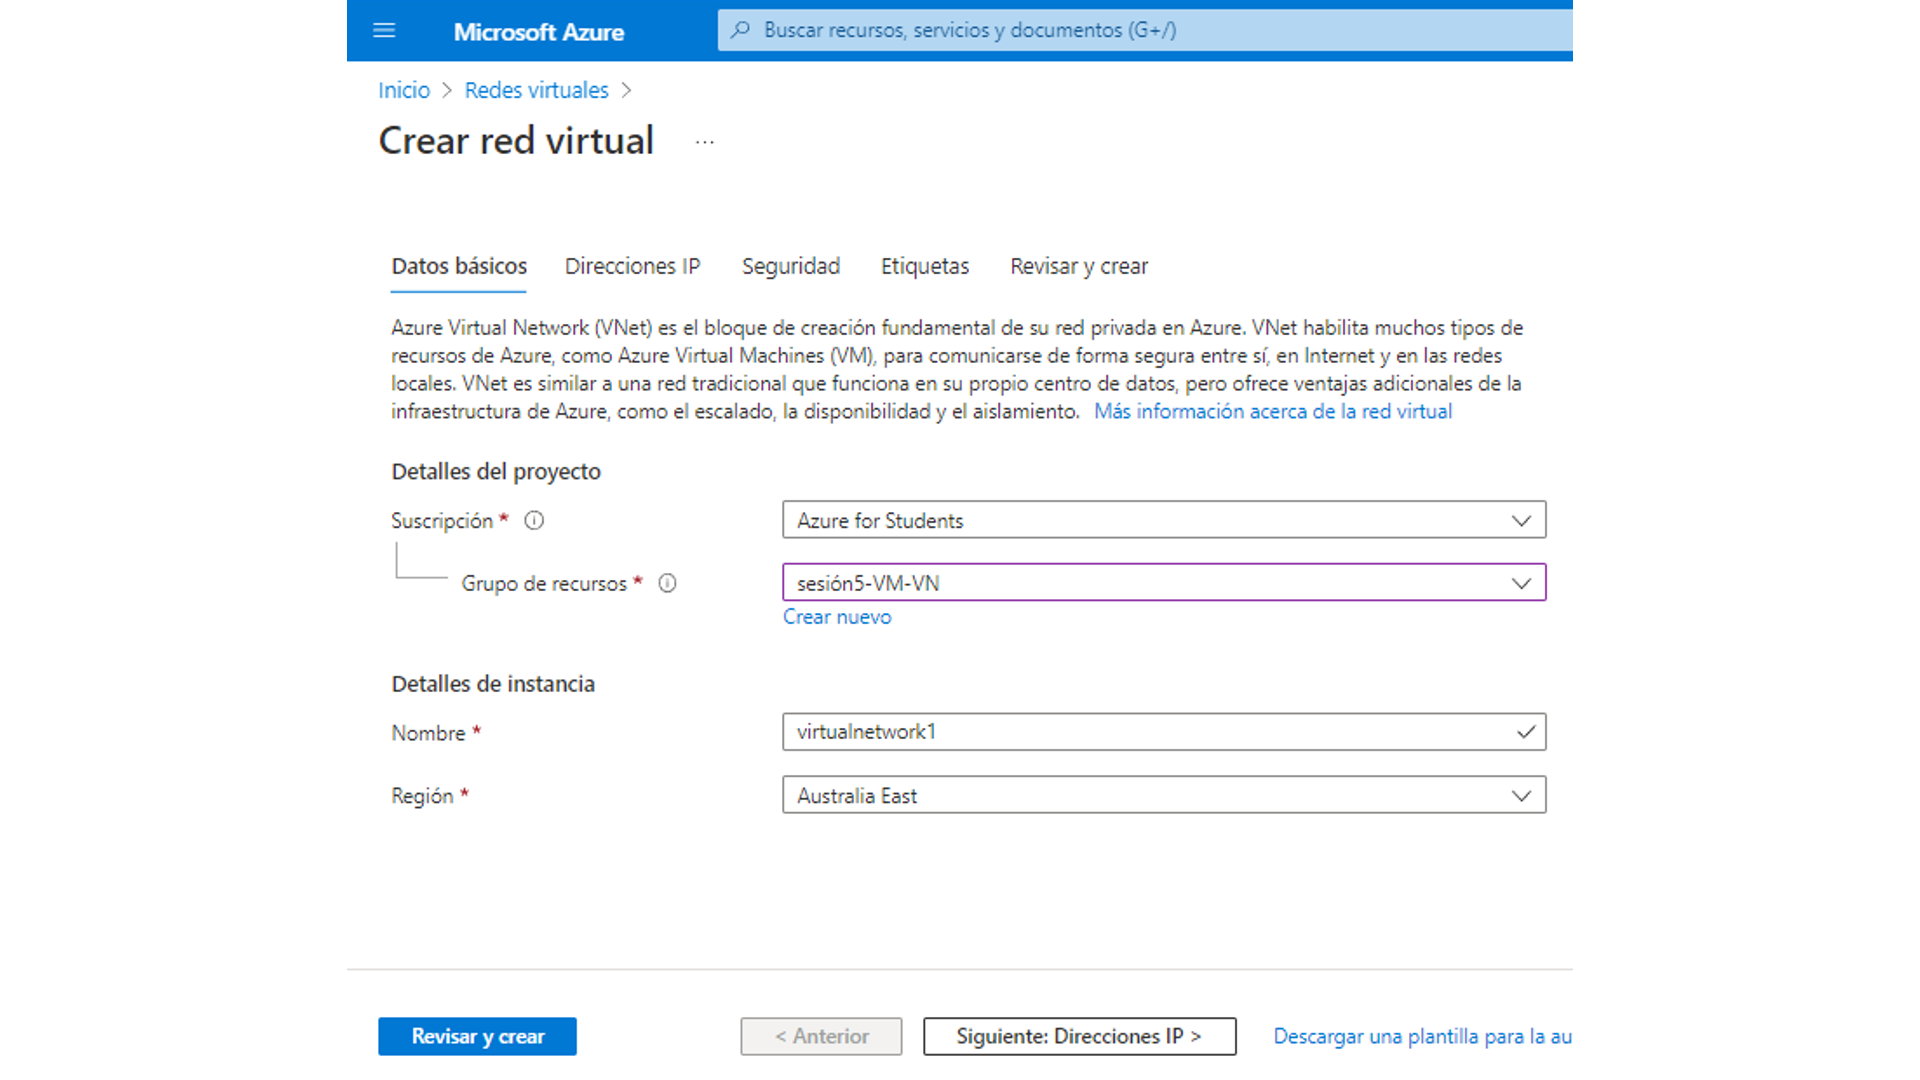 Microsoft Azure
Buscar recursos, servicios y documentos (G+/)
Inicio > Redes virtuales >
Crear red virtual ...
Datos básicos Direcciones IP Seguridad Etiquetas Revisar y crear
Azure Virtual Network (VNet) es el bloque de creación fundamental de su red privada en Azure. VNet habilita muchos tipos de
recursos de Azure, como Azure Virtual Machines (VM), para comunicarse de forma segura entre sí, en Internet y en las redes
locales. VNet es similar a una red tradicional que funciona en su propio centro de datos, pero ofrece ventajas adicionales de la
infraestructura de Azure, como el escalado, la disponibilidad y el aislamiento. Más información acerca de la red virtual
Detalles del proyecto
Suscripción * Azure for Students
Grupo de recursos * sesión5-VM-VN
Crear nuevo
Detalles de instancia
Nombre * virtualnetwork1
Región * Australia East
Revisar y crear < Anterior Siguiente: Direcciones IP > Descargar una plantilla para la au